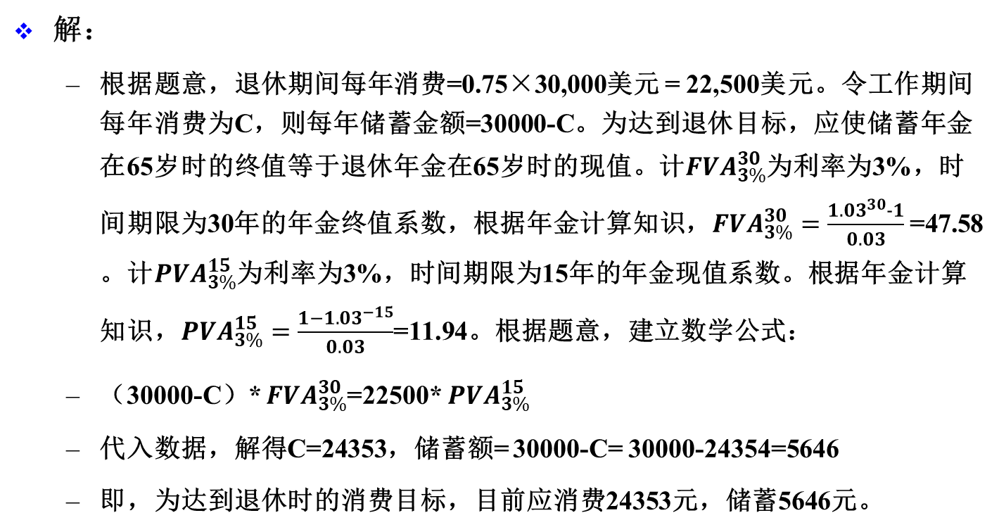 ❖ 解：
– 根据题意，退休期间每年消费=0.75×30,000美元 = 22,500美元。令工作期间
每年消费为C，则每年储蓄金额=30000-C。为达到退休目标，应使储蓄年金
在65岁时的终值等于退休年金在65岁时的现值。计$FVA_{3\%}^{30}$为利率为3%，时
间期限为30年的年金终值系数，根据年金计算知识，$FVA_{3\%}^{30} = \frac{1.03^{30}-1}{0.03}$=47.58
。计$PVA_{3\%}^{15}$为利率为3%，时间期限为15年的年金现值系数。根据年金计算
知识，$PVA_{3\%}^{15} = \frac{1-1.03^{-15}}{0.03}$=11.94。根据题意，建立数学公式：
– （30000-C）* $FVA_{3\%}^{30}$=22500* $PVA_{3\%}^{15}$
– 代入数据，解得C=24353，储蓄额= 30000-C= 30000-24354=5646
– 即，为达到退休时的消费目标，目前应消费24353元，储蓄5646元。